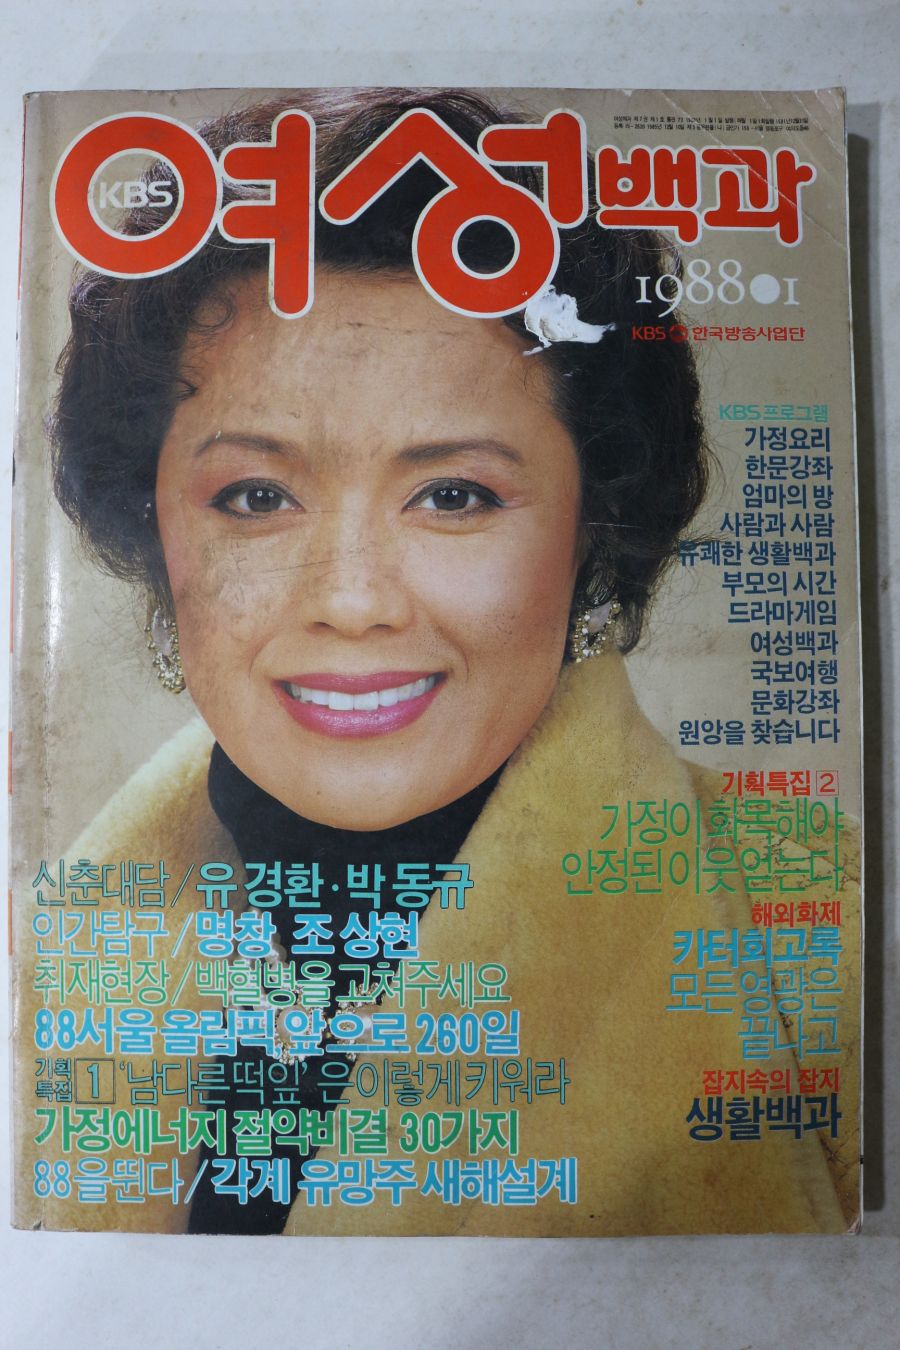 KBS 여성백과
1988●1
KBS 한국방송사업단
KBS프로그램
가정요리
한문강좌
엄마의 방
사람과 사람
유쾌한 생활백과
부모의 시간
드라마게임
여성백과
국보여행
문화강좌
원앙을 찾습니다
기획특집 2
가정이 화목해야
안정된 이웃얻는다
해외화제
카터회고록
모든 영광은
끝나고
잡지속의 잡지
생활백과
신춘대담/유경환·박동규
인간탐구/명창 조상현
취재현장/백혈병을 고쳐주세요
88서울 올림픽 앞으로 260일
기획특집 1 '남다른 떡잎'은 이렇게 키워라
가정에너지 절약비결 30가지
88을 뛴다/각계 유망주 새해설계